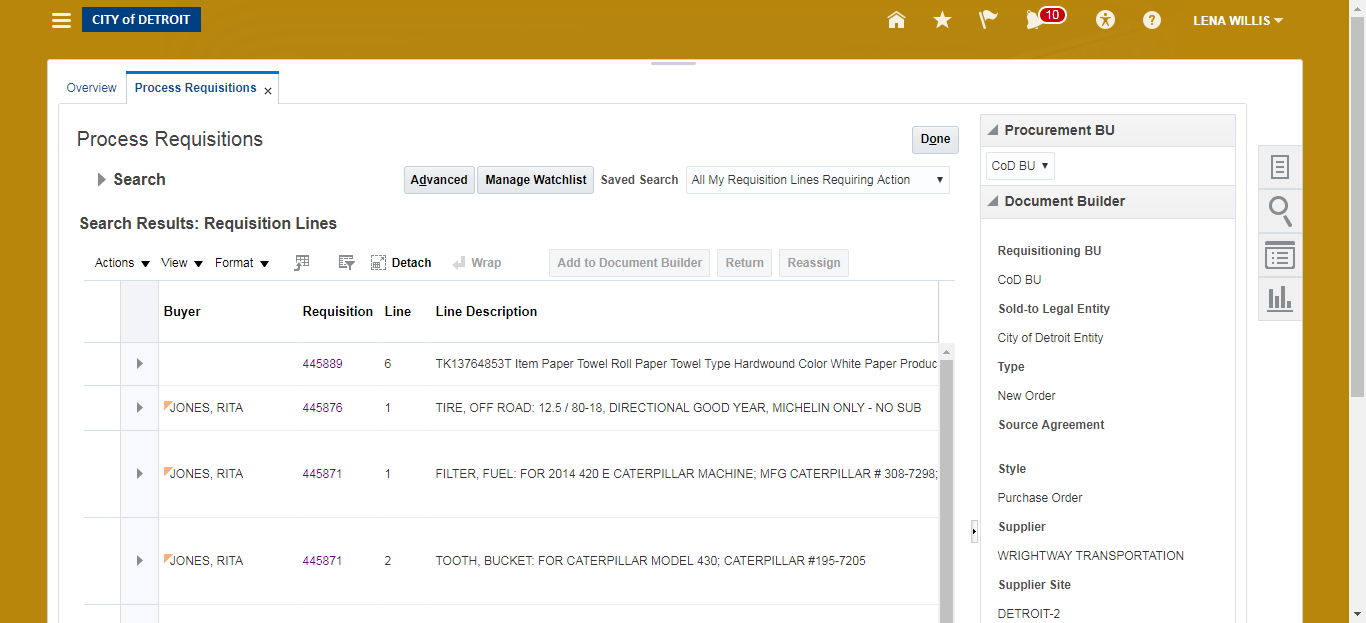 CITY of DETROIT
10
?
LENA WILLIS
Overview
Process Requisitions x
Process Requisitions
Done
Search
Advanced
Manage Watchlist
Saved Search
All My Requisition Lines Requiring Action
Search Results: Requisition Lines
Actions View Format
Detach
Wrap
Add to Document Builder
Return
Reassign
Buyer Requisition Line Line Description
445889 6 TK13764853T Item Paper Towel Roll Paper Towel Type Hardwound Color White Paper Produc
JONES, RITA 445876 1 TIRE, OFF ROAD: 12.5 / 80-18, DIRECTIONAL GOOD YEAR, MICHELIN ONLY - NO SUB
JONES, RITA 445871 1 FILTER, FUEL: FOR 2014 420 E CATERPILLAR MACHINE; MFG CATERPILLAR # 308-7298;
JONES, RITA 445871 2 TOOTH, BUCKET: FOR CATERPILLAR MODEL 430; CATERPILLAR #195-7205
Procurement BU
CoD BU
Document Builder
Requisitioning BU
CoD BU
Sold-to Legal Entity
City of Detroit Entity
Type
New Order
Source Agreement
Style
Purchase Order
Supplier
WRIGHTWAY TRANSPORTATION
Supplier Site
DETROIT-2